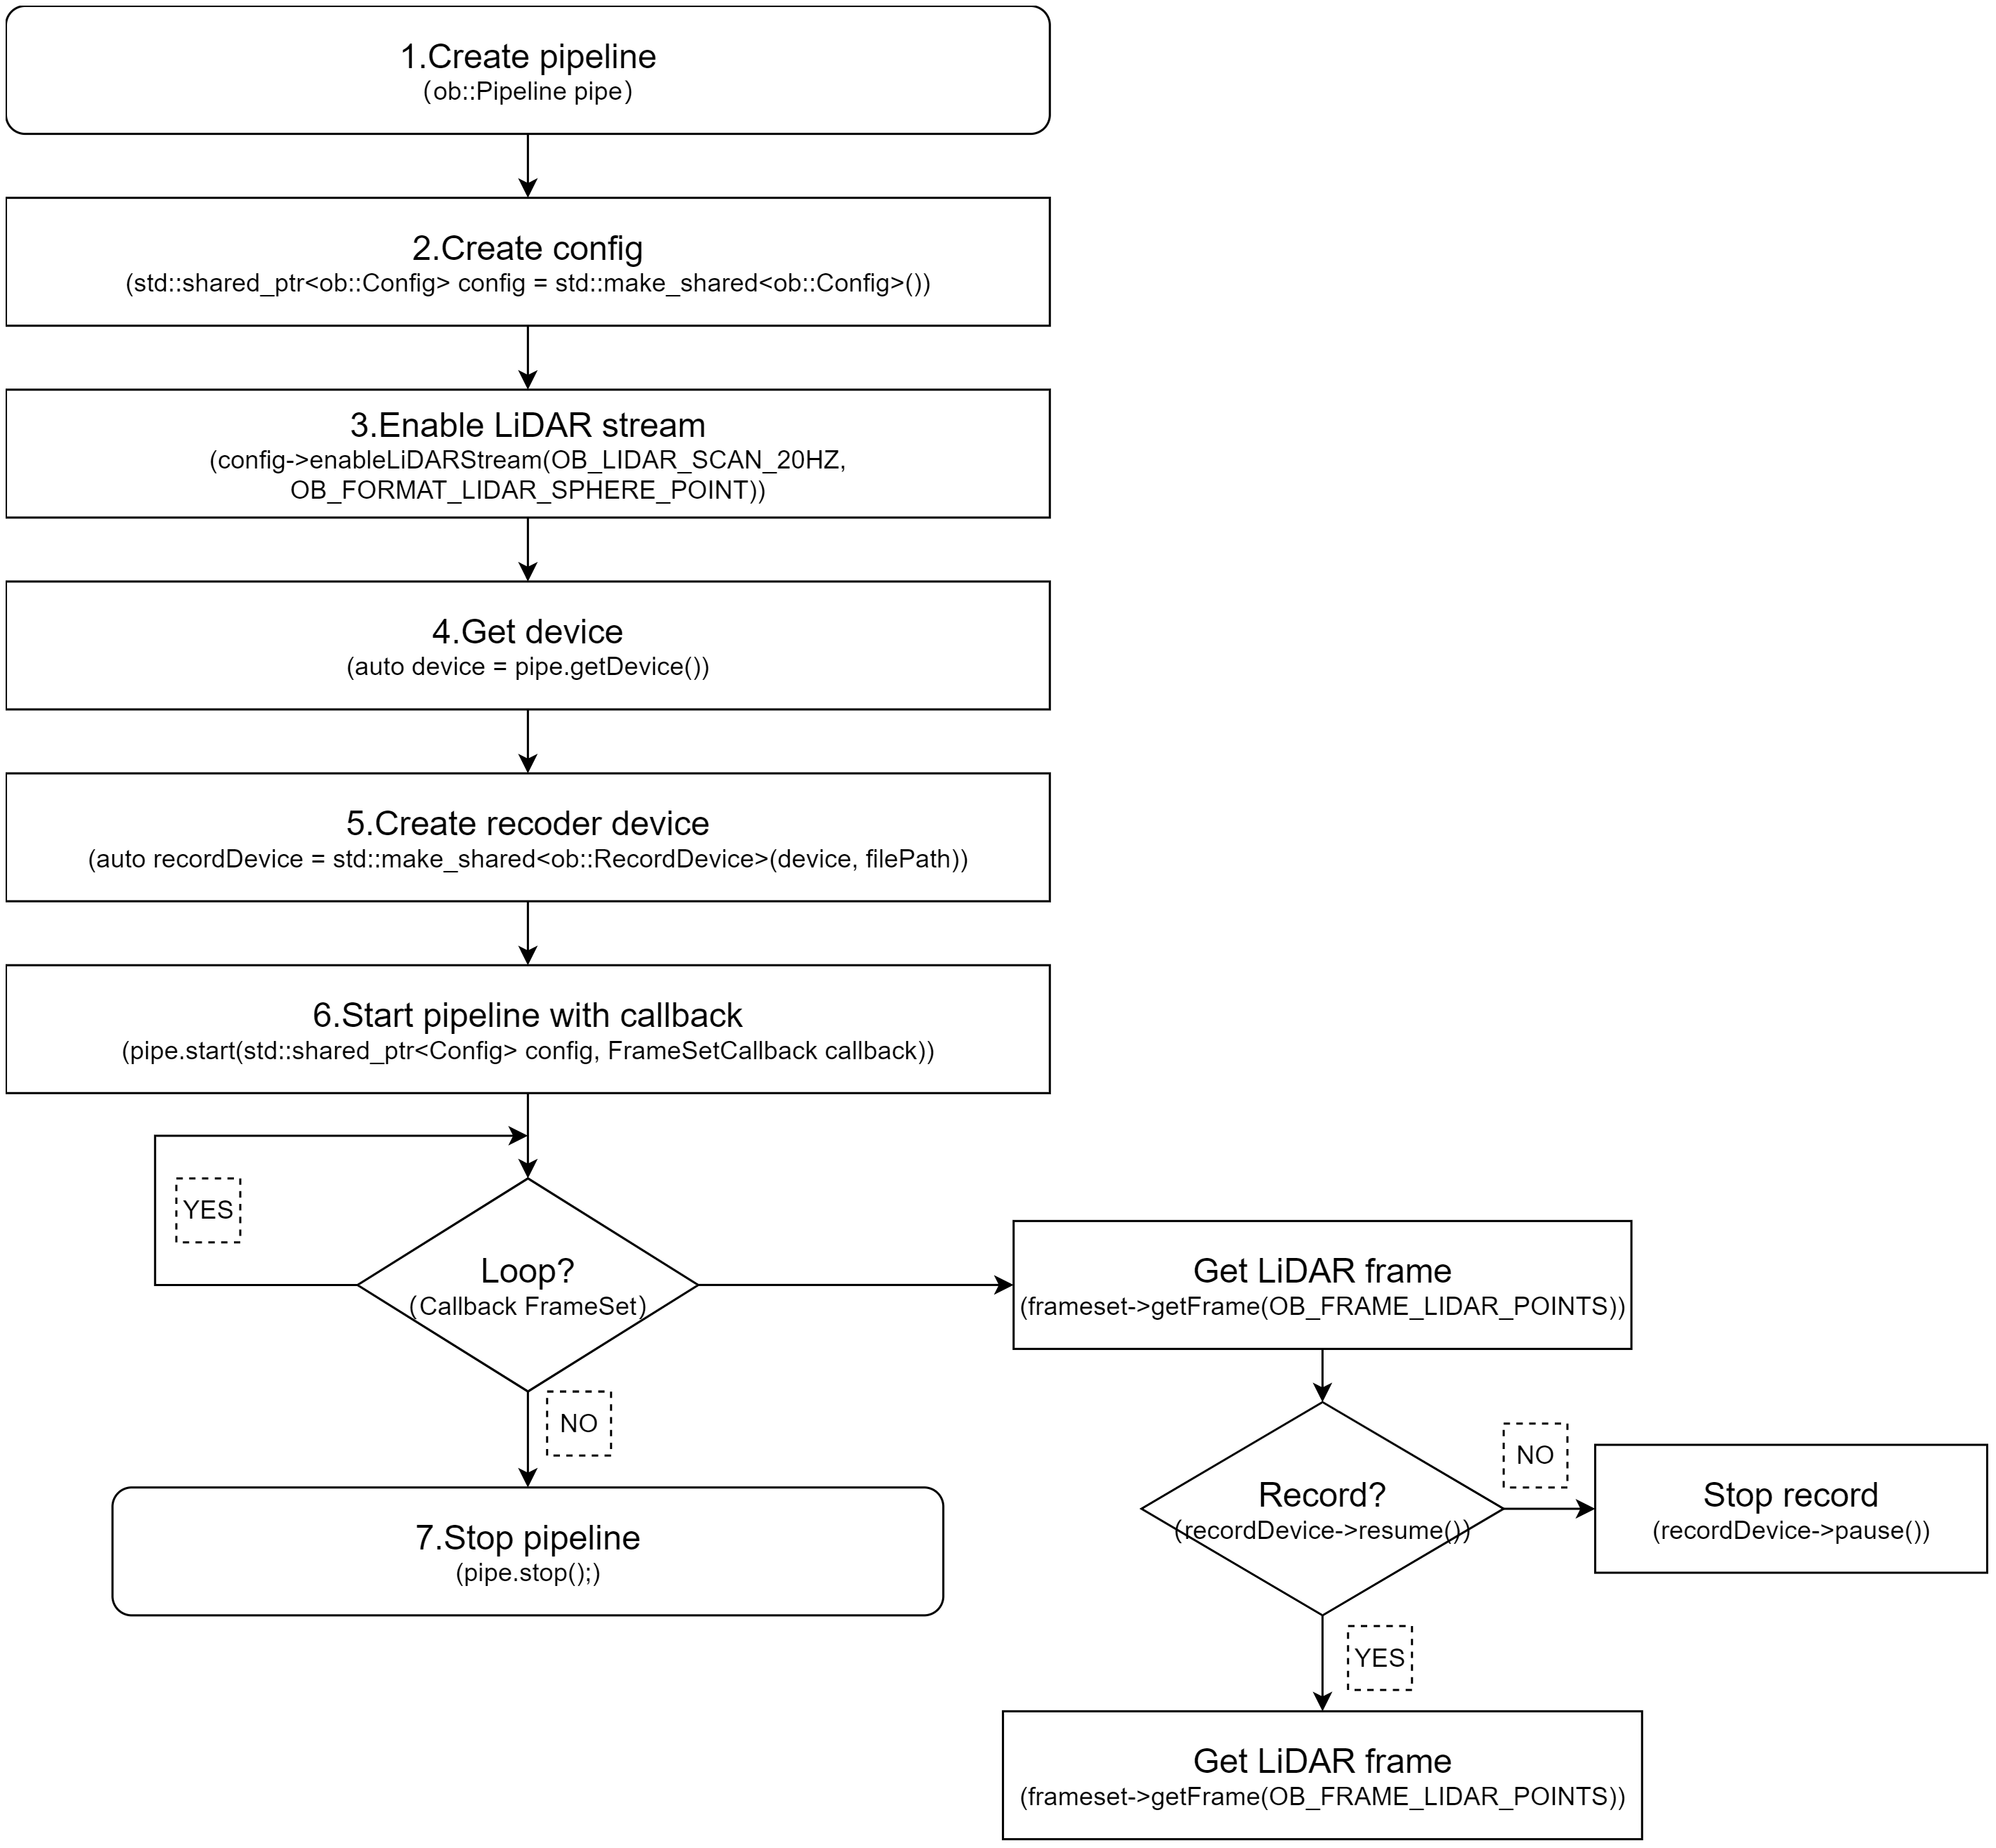 1.Create pipeline
(ob::Pipeline pipe)
2.Create config
(std::shared_ptr<ob::Config> config = std::make_shared<ob::Config>())
3.Enable LiDAR stream
(config->enableLiDARStream(OB_LIDAR_SCAN_20HZ,
OB_FORMAT_LIDAR_SPHERE_POINT))
4.Get device
(auto device = pipe.getDevice())
5.Create recoder device
(auto recordDevice = std::make_shared<ob::RecordDevice>(device, filePath))
6.Start pipeline with callback
(pipe.start(std::shared_ptr<Config> config, FrameSetCallback callback))
YES
Loop?
(Callback FrameSet)
NO
7.Stop pipeline
(pipe.stop();)
Get LiDAR frame
(frameset->getFrame(OB_FRAME_LIDAR_POINTS))
Record?
(recordDevice->resume())
NO
Stop record
(recordDevice->pause())
YES
Get LiDAR frame
(frameset->getFrame(OB_FRAME_LIDAR_POINTS))